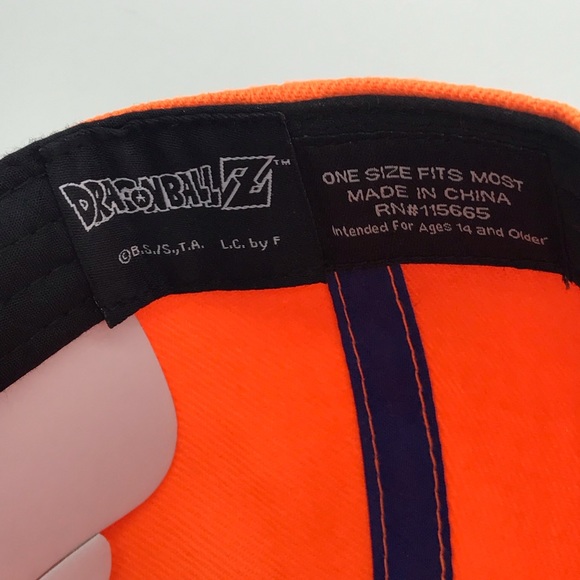 DRAGONBALL Z™
©B.S./S.,T.A. L.C. by F
ONE SIZE FITS MOST
MADE IN CHINA
RN#115665
Intended For Ages 14 and Older